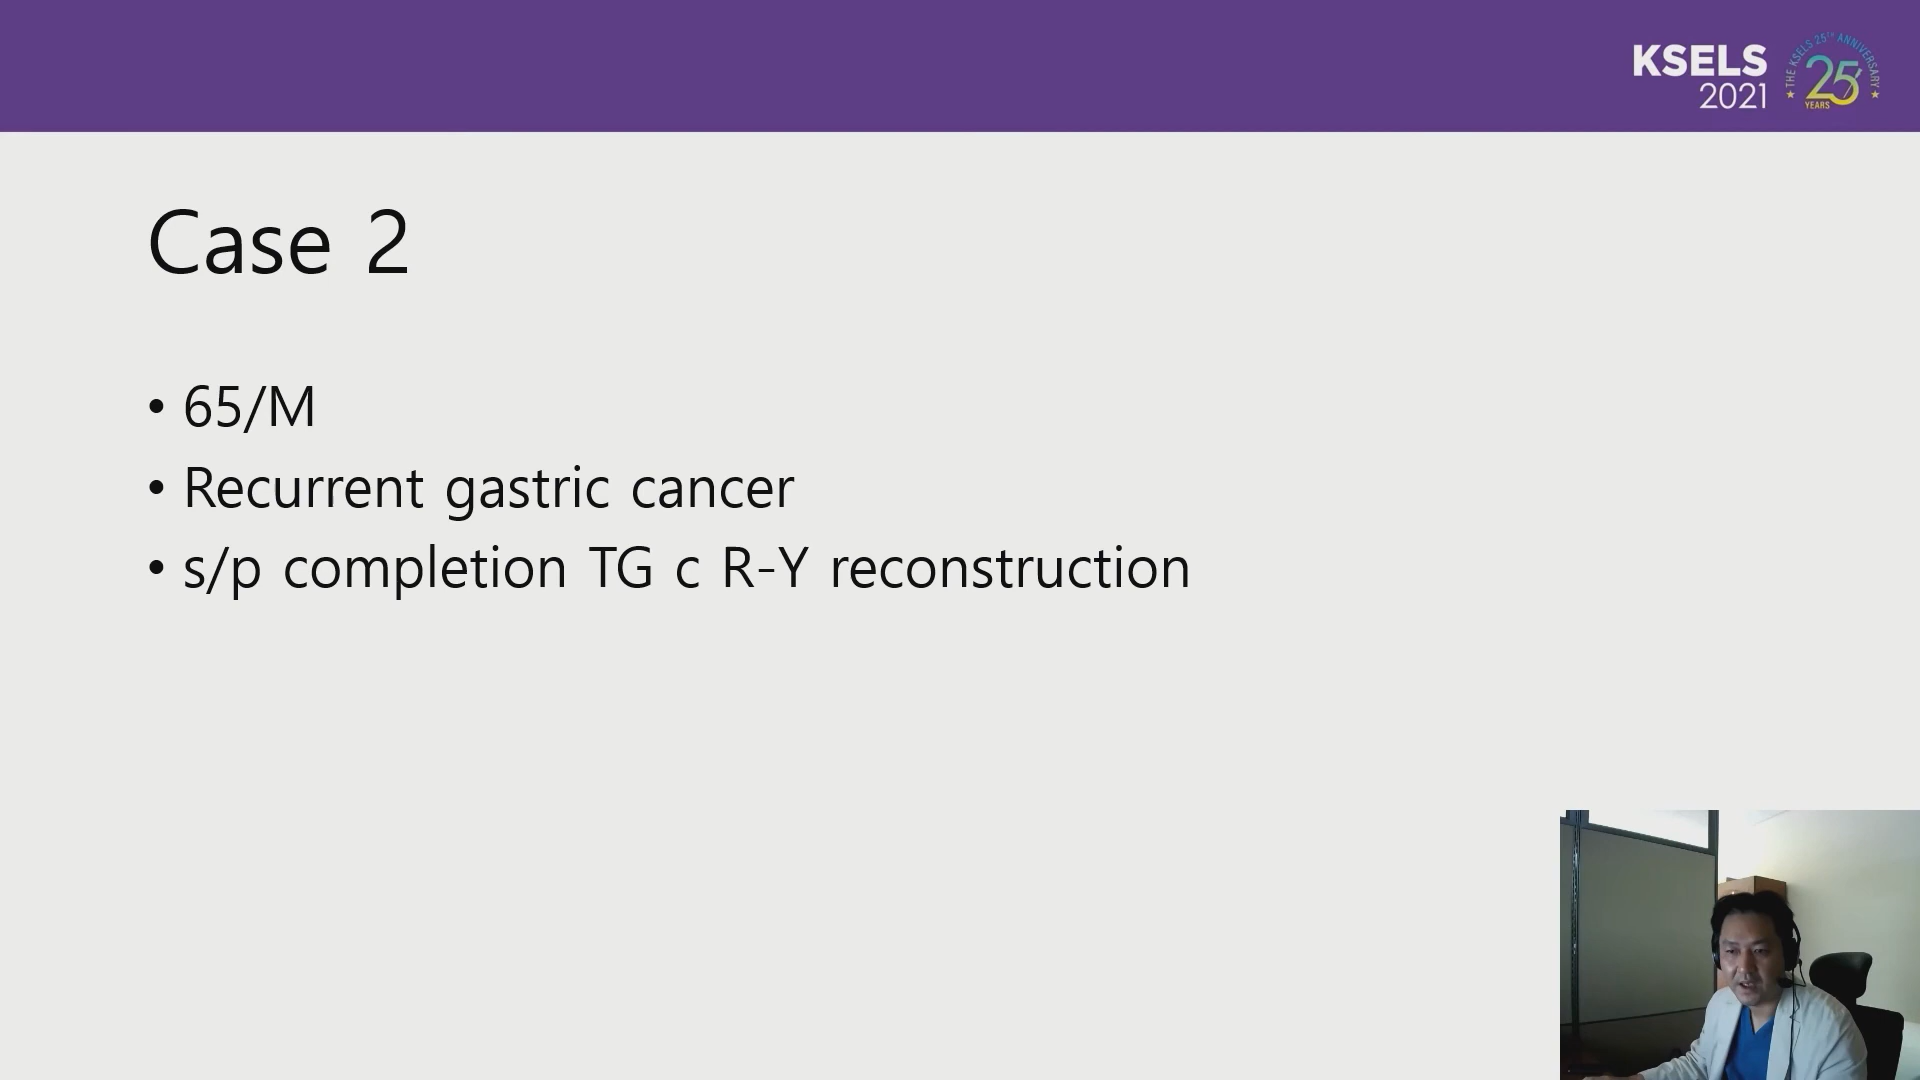 KSELS
2021
THE KSELS 25TH ANNIVERSARY
25
YEARS
Case 2
• 65/M
• Recurrent gastric cancer
• s/p completion TG c R-Y reconstruction